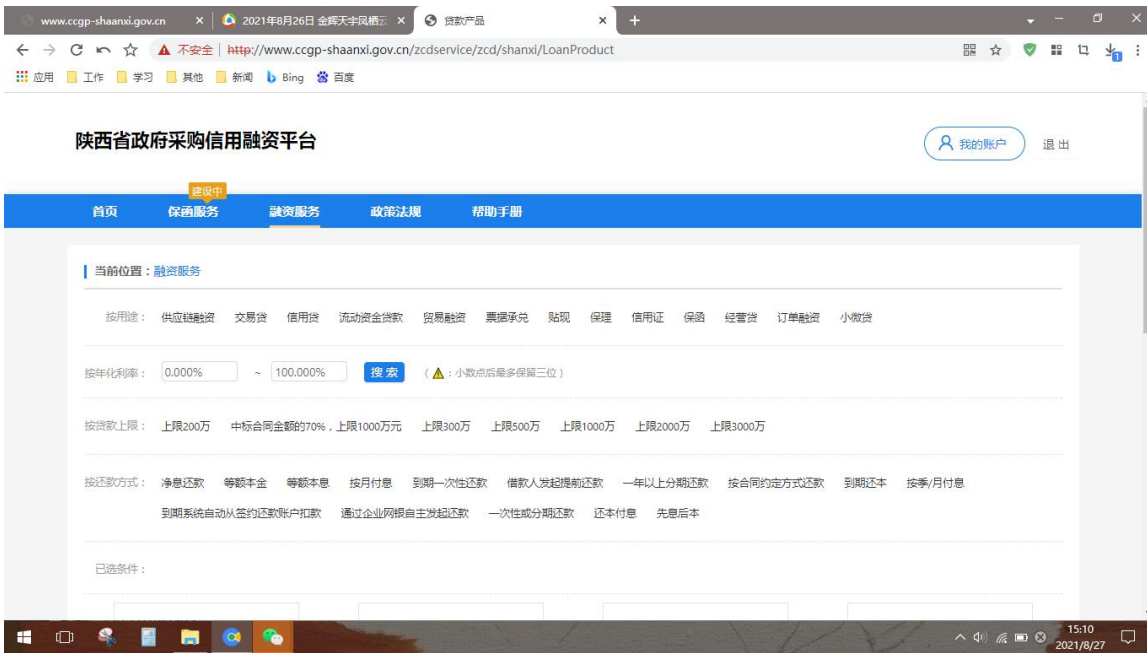 www.ccgp-shaanxi.gov.cn × 2021年8月26日 金辉天宇凤栖云 × 贷款产品 × +
不安全 | http://www.ccgp-shaanxi.gov.cn/zcdservice/zcd/shanxi/LoanProduct
应用 工作 学习 其他 新闻 Bing 百度
陕西省政府采购信用融资平台
我的账户 退出
建设中
首页 保函服务 融资服务 政策法规 帮助手册
当前位置：融资服务
按用途： 供应链融资 交易贷 信用贷 流动资金贷款 贸易融资 票据承兑 贴现 保理 信用证 保函 经营贷 订单融资 小微贷
按年化利率： 0.000% ~ 100.000% 搜索 （ ：小数点后最多保留三位）
按贷款上限： 上限200万 中标合同金额的70%，上限1000万元 上限300万 上限500万 上限1000万 上限2000万 上限3000万
按还款方式： 净息还款 等额本金 等额本息 按月付息 到期一次性还款 借款人发起提前还款 一年以上分期还款 按合同约定方式还款 到期还本 按季/月付息
到期系统自动从签约还款账户扣款 通过企业网银自主发起还款 一次性或分期还款 还本付息 先息后本
已选条件：
15:10
2021/8/27